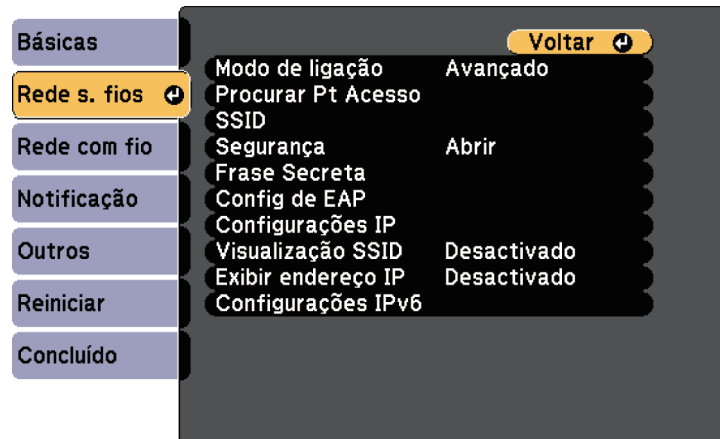 Básicas
Rede s. fios
Rede com fio
Notificação
Outros
Reiniciar
Concluído
Voltar
Modo de ligação Avançado
Procurar Pt Acesso
SSID
Segurança Abrir
Frase Secreta
Config de EAP
Configurações IP
Visualização SSID Desactivado
Exibir endereço IP Desactivado
Configurações IPv6